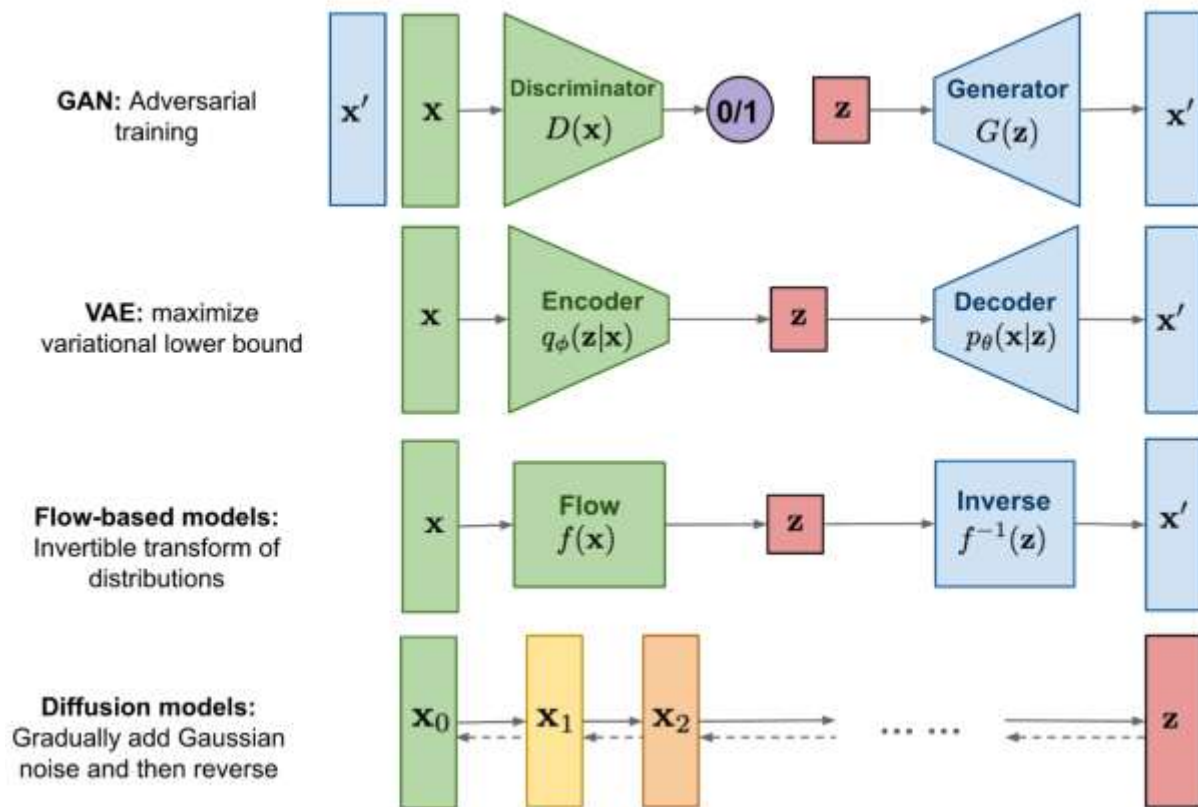 GAN: Adversarial
training
x′
x
Discriminator
D(x)
0/1
z
Generator
G(z)
x′
VAE: maximize
variational lower bound
x
Encoder
qϕ(z|x)
z
Decoder
pθ(x|z)
x′
Flow-based models:
Invertible transform of
distributions
x
Flow
f(x)
z
Inverse
f⁻¹(z)
x′
Diffusion models:
Gradually add Gaussian
noise and then reverse
x₀
x₁
x₂
... ...
z